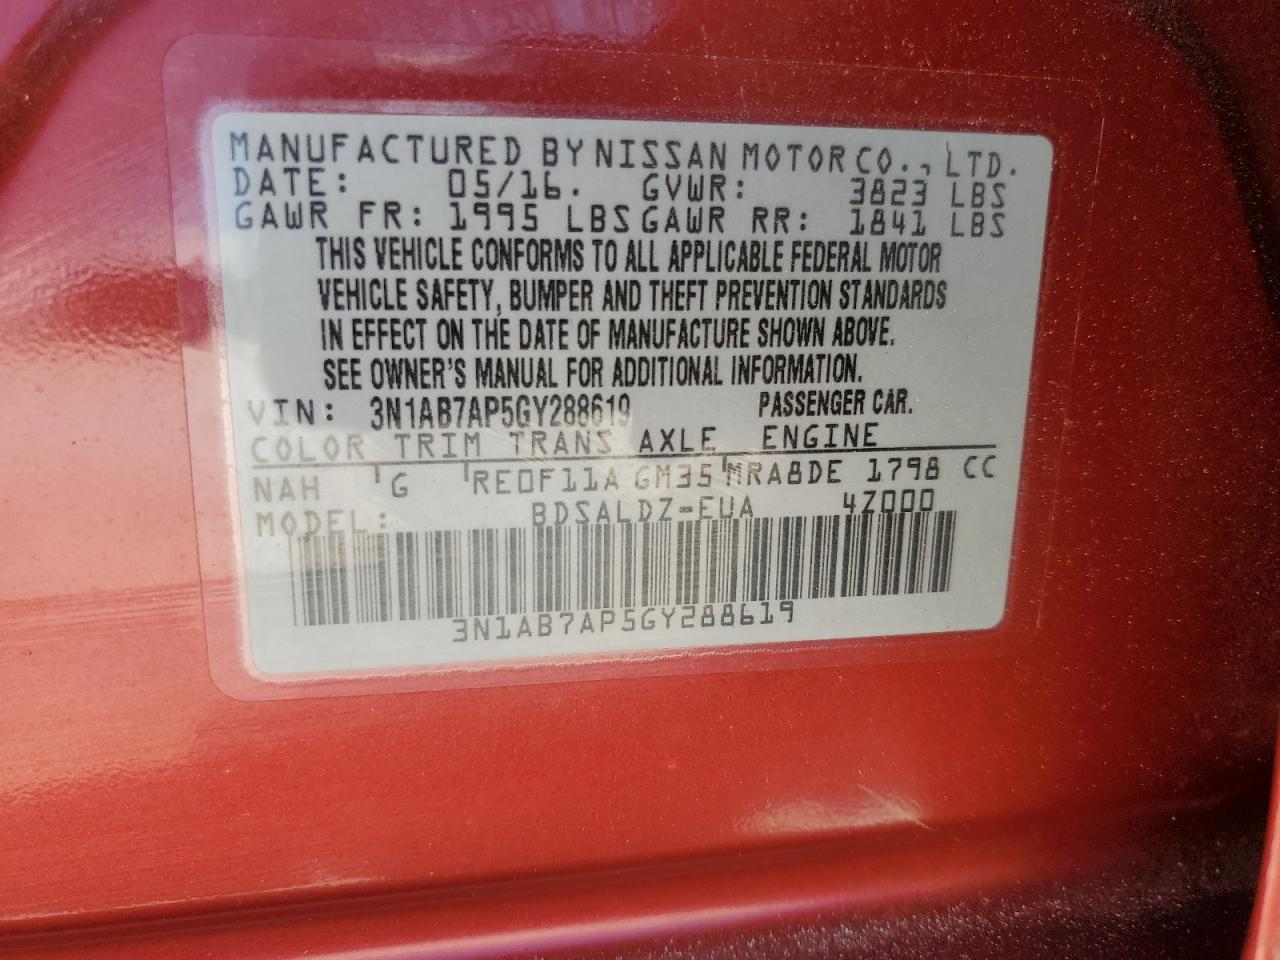 MANUFACTURED BY NISSAN MOTOR CO., LTD.
DATE: 05/16. GVWR: 3823 LBS
GAWR FR: 1995 LBS GAWR RR: 1841 LBS
THIS VEHICLE CONFORMS TO ALL APPLICABLE FEDERAL MOTOR
VEHICLE SAFETY, BUMPER AND THEFT PREVENTION STANDARDS
IN EFFECT ON THE DATE OF MANUFACTURE SHOWN ABOVE.
SEE OWNER'S MANUAL FOR ADDITIONAL INFORMATION.
VIN: 3N1AB7AP5GY288619 PASSENGER CAR.
COLOR TRIM TRANS AXLE ENGINE
NAH G RE0F11A GM35 MRA8DE 1798 CC
MODEL: BDSALDZ-EUA 4Z000
3N1AB7AP5GY288619